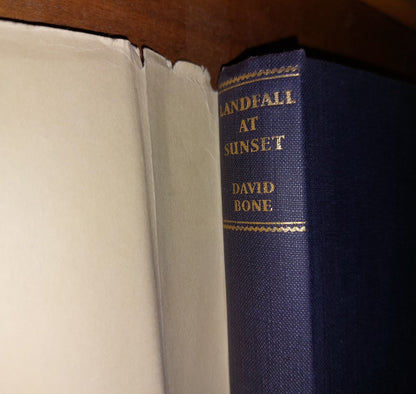 LANDFALL
AT
SUNSET
DAVID
BONE